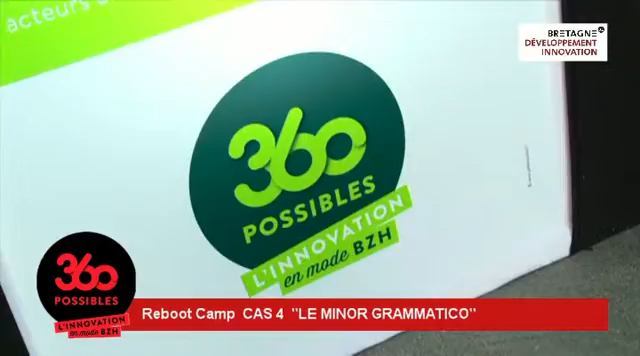 acteurs
BRETAGNE
DÉVELOPPEMENT
INNOVATION
360
POSSIBLES
L'INNOVATION
en mode BZH
360
POSSIBLES
L'INNOVATION
en mode BZH
Reboot Camp CAS 4 "LE MINOR GRAMMATICO"